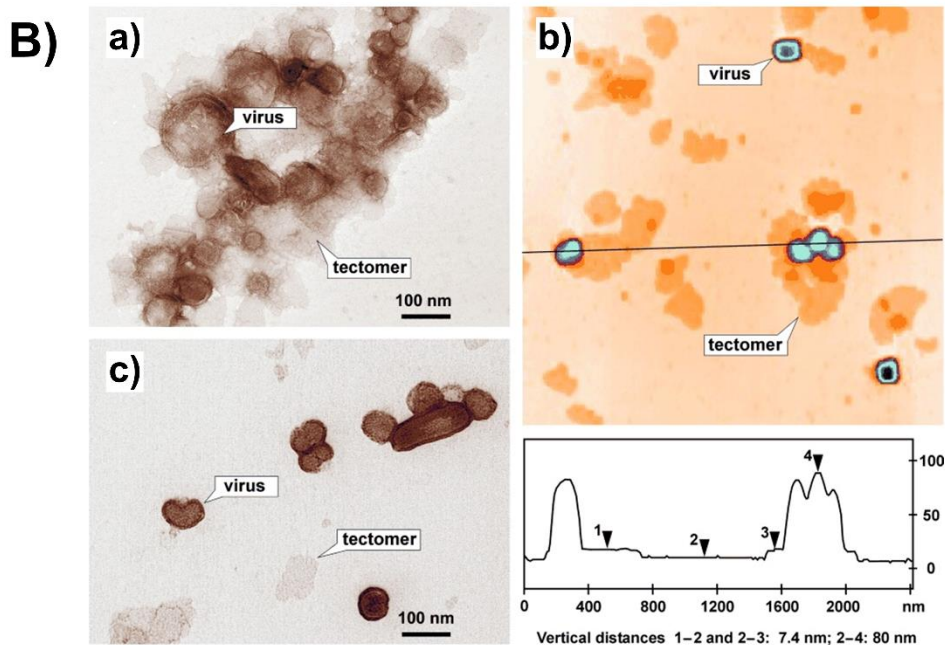 B)
a)
virus
tectomer
100 nm
b)
virus
tectomer
c)
virus
tectomer
100 nm
1
2
3
4
100
50
0
0 400 800 1200 1600 2000 nm
Vertical distances 1–2 and 2–3: 7.4 nm; 2–4: 80 nm